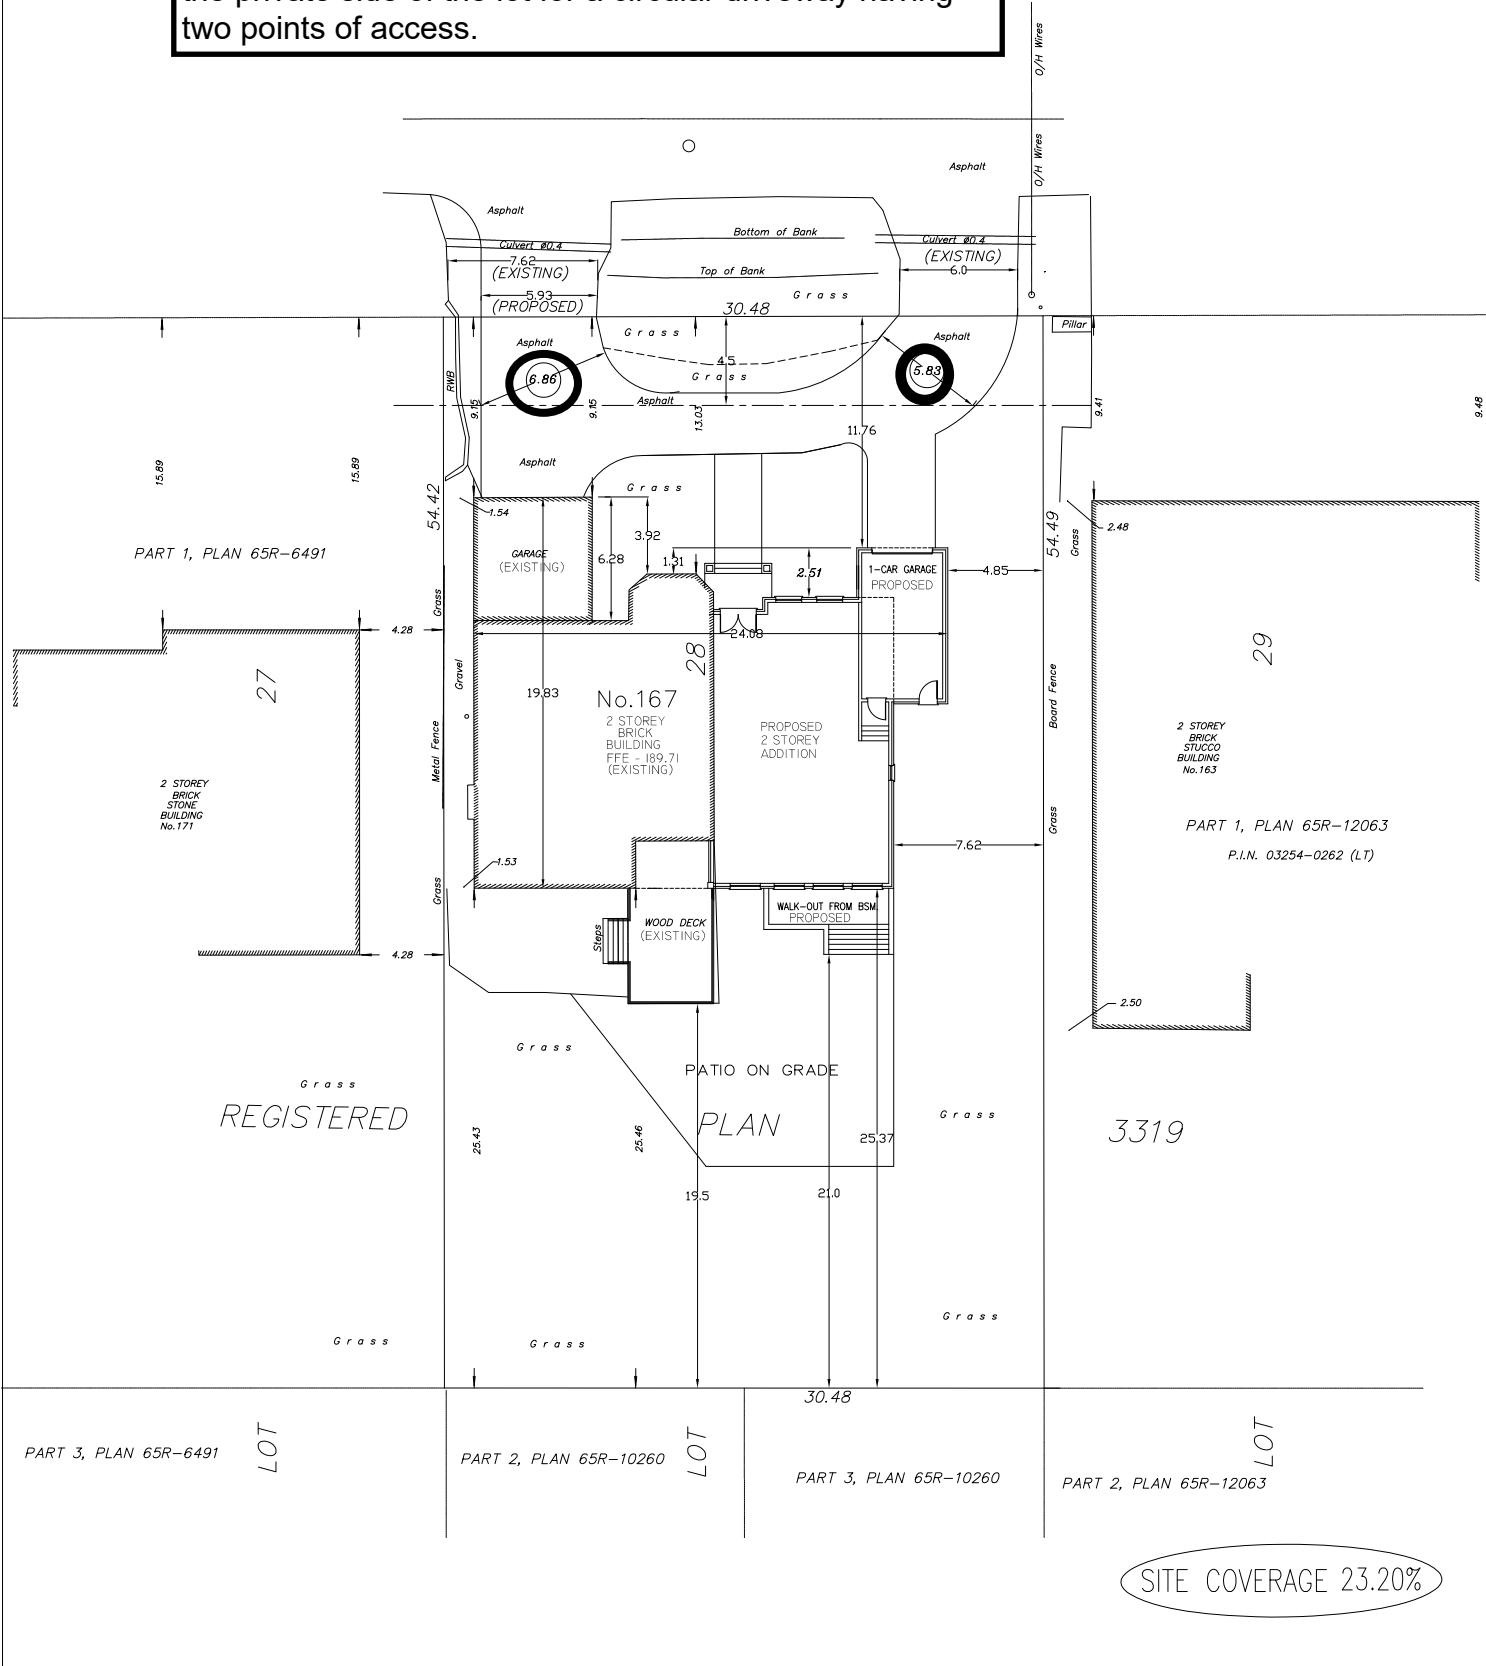 two points of access.
O/H Wires
O/H Wires
Asphalt
Asphalt
Bottom of Bank
Culvert ø0.4
7.62
(EXISTING)
Culvert ø0.4
(EXISTING)
6.0
Top of Bank
5.93
(PROPOSED)
Grass
30.48
Grass
Pillar
Asphalt
Asphalt
4.5
Grass
6.86
5.83
RWB
Asphalt
9.15
9.15
13.03
9.41
9.48
11.76
15.89
15.89
Asphalt
Grass
54.42
1.54
54.49
2.48
Grass
3.92
PART 1, PLAN 65R-6491
GARAGE
(EXISTING)
6.28
1.31
2.51
1-CAR GARAGE
PROPOSED
4.85
Grass
4.28
24.08
27
Gravel
28
29
19.83
No.167
2 STOREY
BRICK
BUILDING
FFE - 189.71
(EXISTING)
PROPOSED
2 STOREY
ADDITION
Board Fence
Metal Fence
2 STOREY
BRICK
STUCCO
BUILDING
No.163
2 STOREY
BRICK
STONE
BUILDING
No.171
Grass
PART 1, PLAN 65R-12063
P.I.N. 03254-0262 (LT)
7.62
1.53
Grass
WALK-OUT FROM BSM.
PROPOSED
WOOD DECK
(EXISTING)
Steps
4.28
2.50
Grass
PATIO ON GRADE
Grass
REGISTERED
PLAN
3319
Grass
25.43
25.46
25.37
19.5
21.0
Grass
Grass
Grass
30.48
LOT
LOT
LOT
PART 3, PLAN 65R-6491
PART 2, PLAN 65R-10260
PART 3, PLAN 65R-10260
PART 2, PLAN 65R-12063
SITE COVERAGE 23.20%